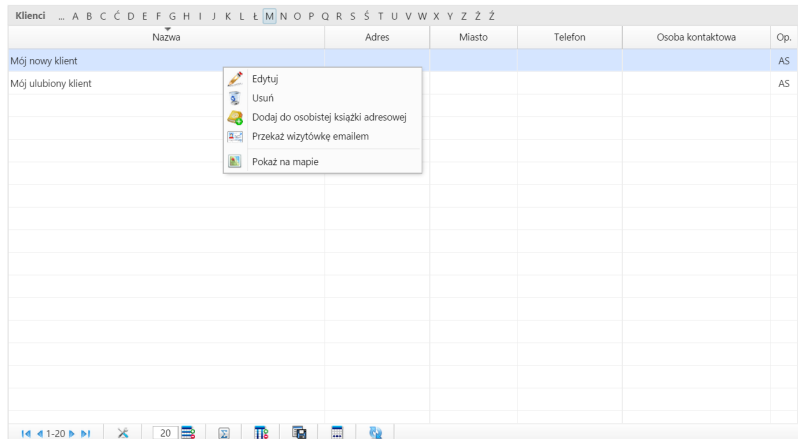 Klienci ... A B C Ć D E F G H I J K L Ł M N O P Q R S Ś T U V W X Y Z Ż Ź
Nazwa Adres Miasto Telefon Osoba kontaktowa Op.
Mój nowy klient AS
Mój ulubiony klient AS
Edytuj
Usuń
Dodaj do osobistej książki adresowej
Przekaż wizytówkę emailem
Pokaż na mapie
1-20 20